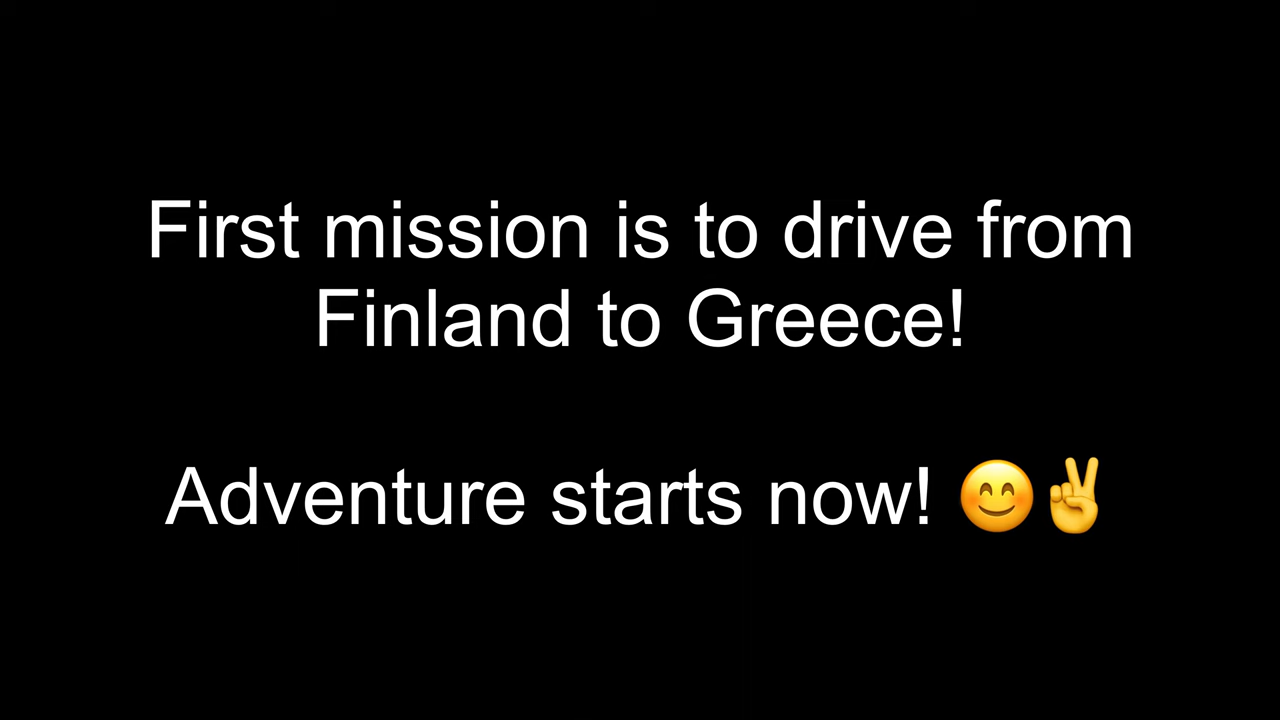 First mission is to drive from
Finland to Greece!
Adventure starts now! 😊✌️